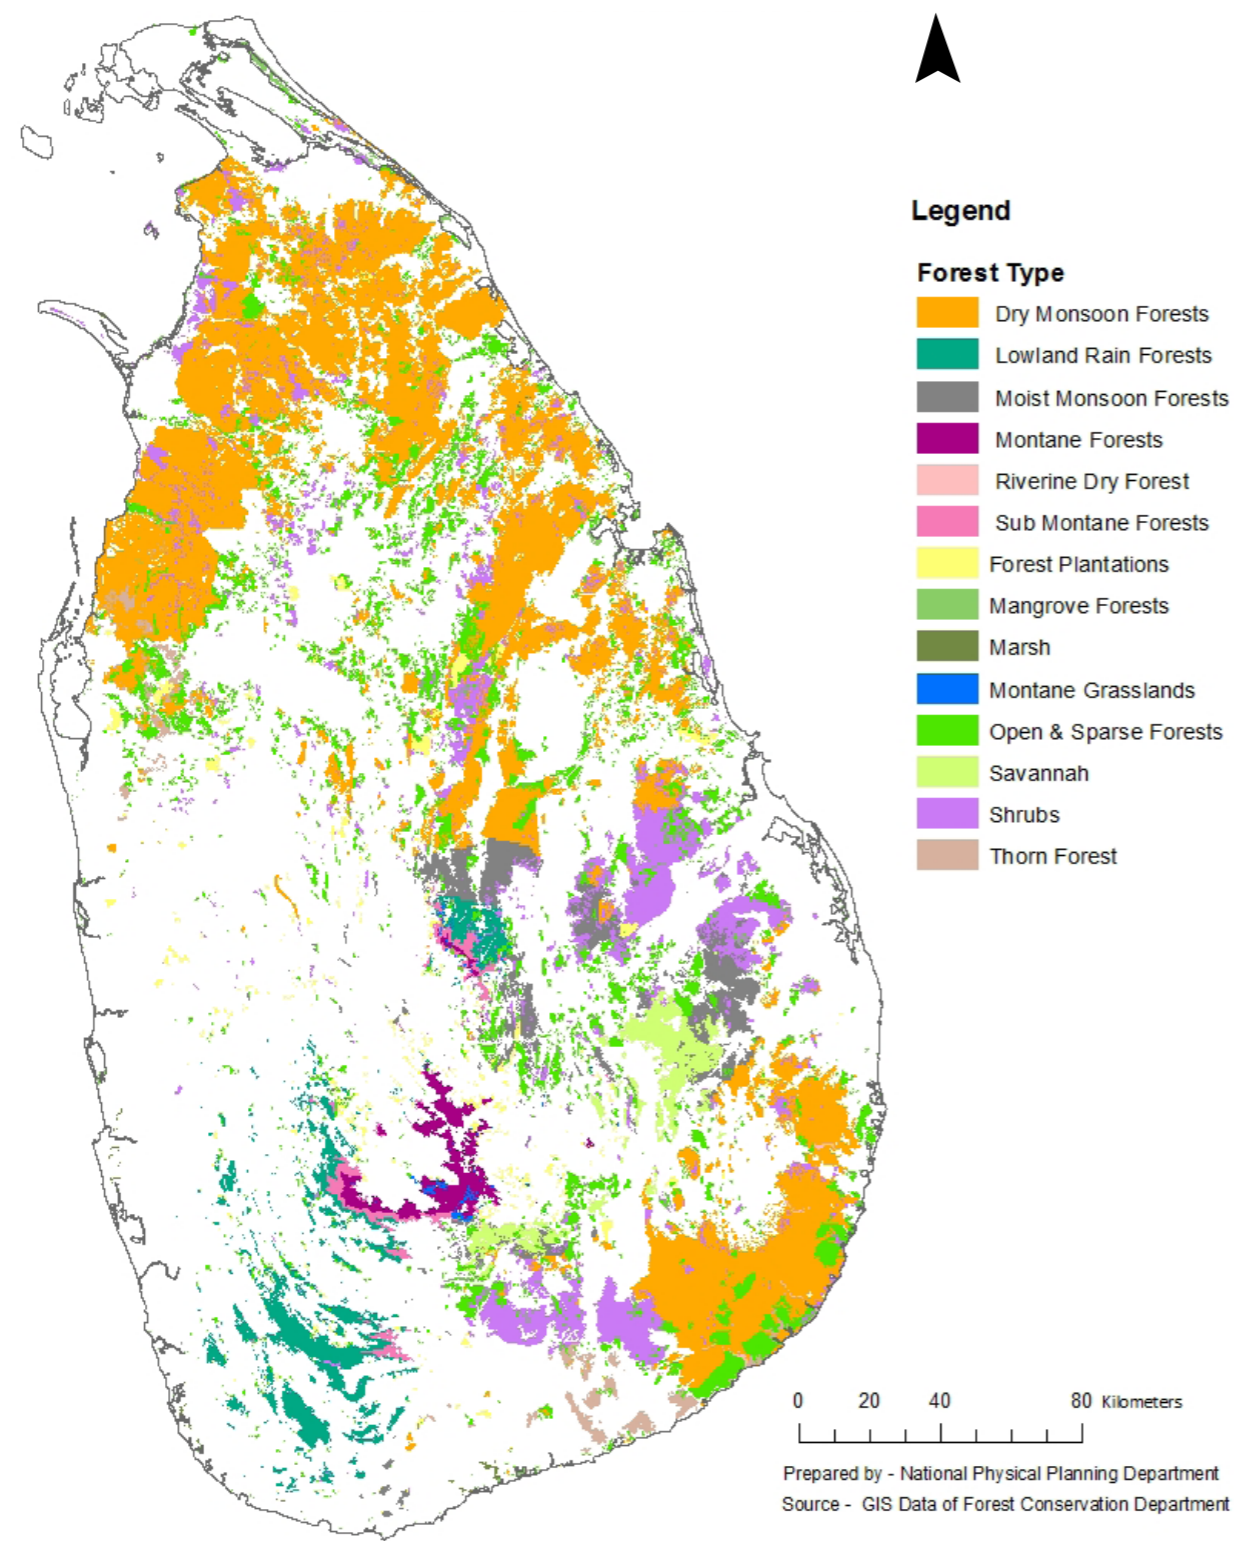 Legend
Forest Type
Dry Monsoon Forests
Lowland Rain Forests
Moist Monsoon Forests
Montane Forests
Riverine Dry Forest
Sub Montane Forests
Forest Plantations
Mangrove Forests
Marsh
Montane Grasslands
Open & Sparse Forests
Savannah
Shrubs
Thorn Forest
0 20 40 80 Kilometers
Prepared by - National Physical Planning Department
Source - GIS Data of Forest Conservation Department